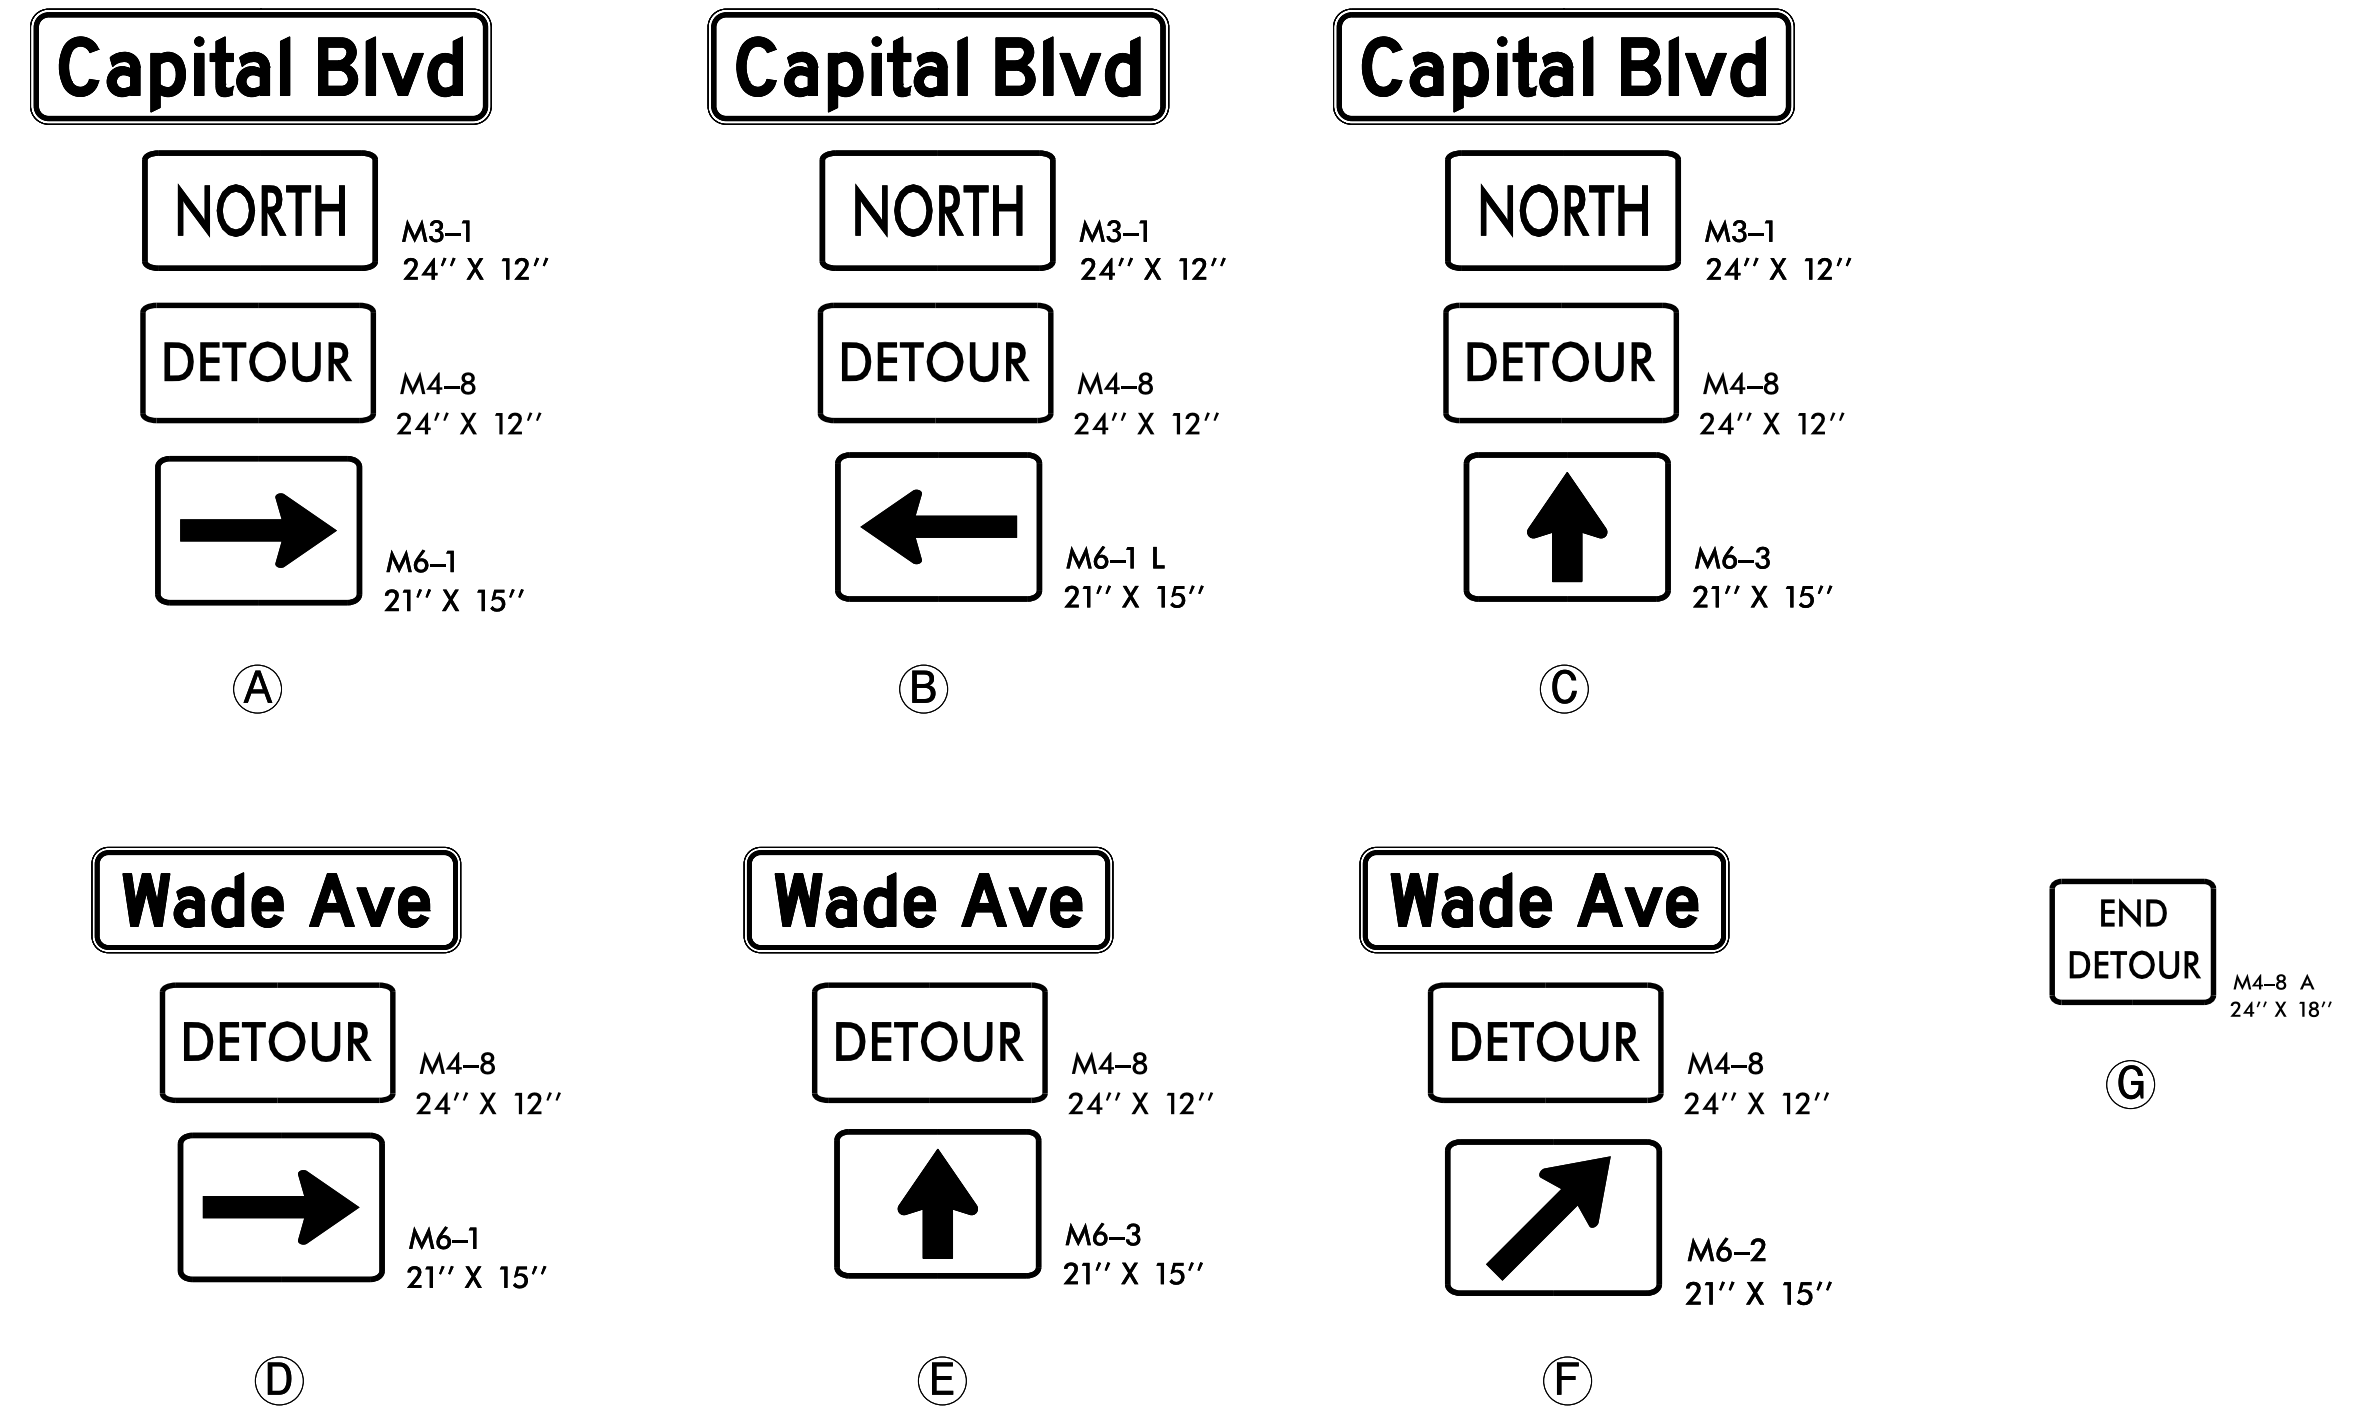 Capital Blvd
NORTH
M3–1
24'' X 12''
DETOUR
M4–8
24'' X 12''
M6–1
21'' X 15''
A
Capital Blvd
NORTH
M3–1
24'' X 12''
DETOUR
M4–8
24'' X 12''
M6–1 L
21'' X 15''
B
Capital Blvd
NORTH
M3–1
24'' X 12''
DETOUR
M4–8
24'' X 12''
M6–3
21'' X 15''
C
Wade Ave
DETOUR
M4–8
24'' X 12''
M6–1
21'' X 15''
D
Wade Ave
DETOUR
M4–8
24'' X 12''
M6–3
21'' X 15''
E
Wade Ave
DETOUR
M4–8
24'' X 12''
M6–2
21'' X 15''
F
END
DETOUR
M4–8 A
24'' X 18''
G